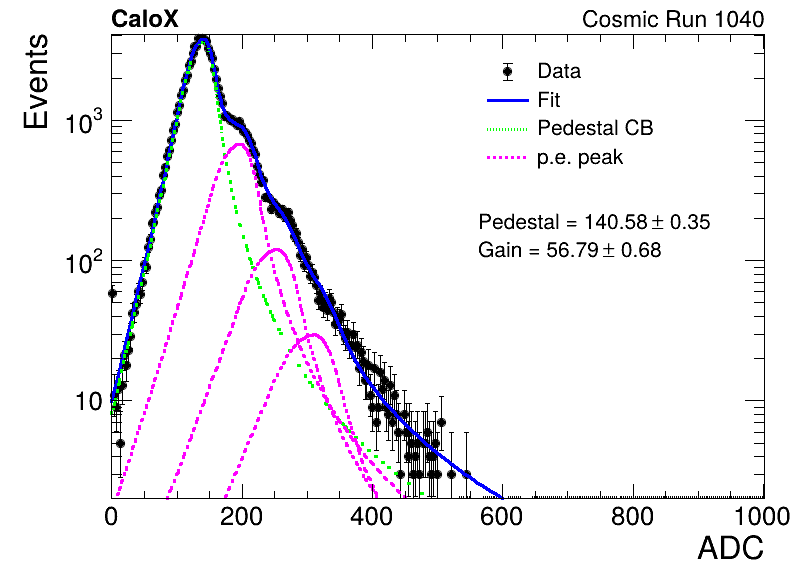 CaloX Cosmic Run 1040
Events
Data
Fit
Pedestal CB
p.e. peak
Pedestal = 140.58 ± 0.35
Gain = 56.79 ± 0.68
10³
10²
10
0 200 400 600 800 1000
ADC